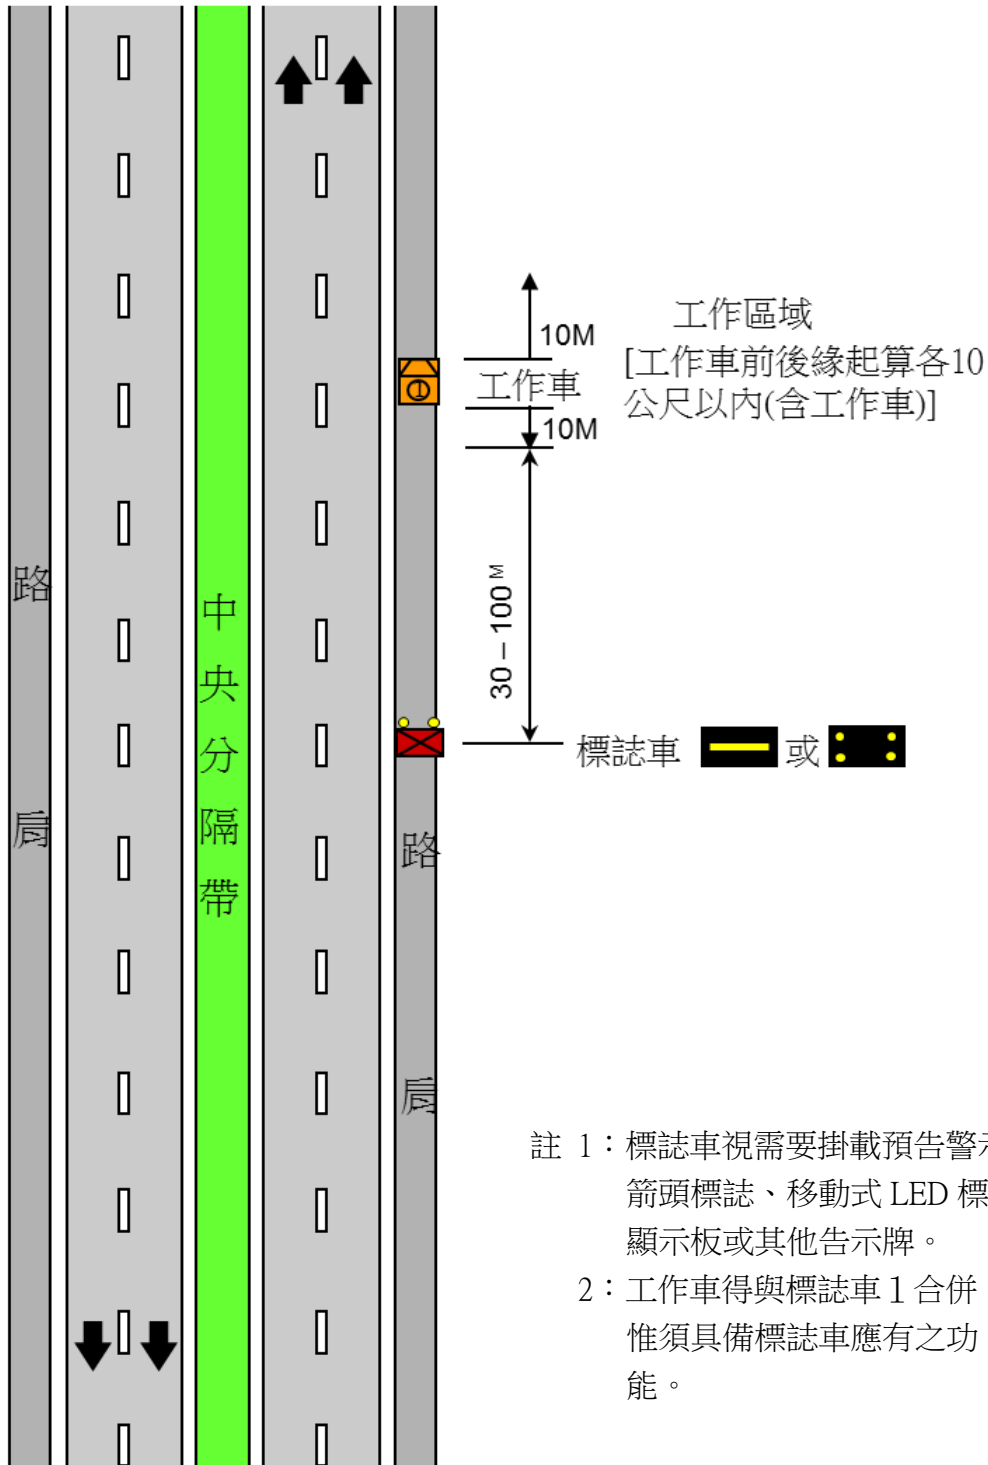 10M
工作區域
工作車
[工作車前後緣起算各10
公尺以內(含工作車)]
①
10M
30 – 100 M
路肩
中央分隔帶
標誌車
或
路肩
註 1：標誌車視需要掛載預告警示
箭頭標誌、移動式 LED 標
顯示板或其他告示牌。
2：工作車得與標誌車１合併
惟須具備標誌車應有之功
能。